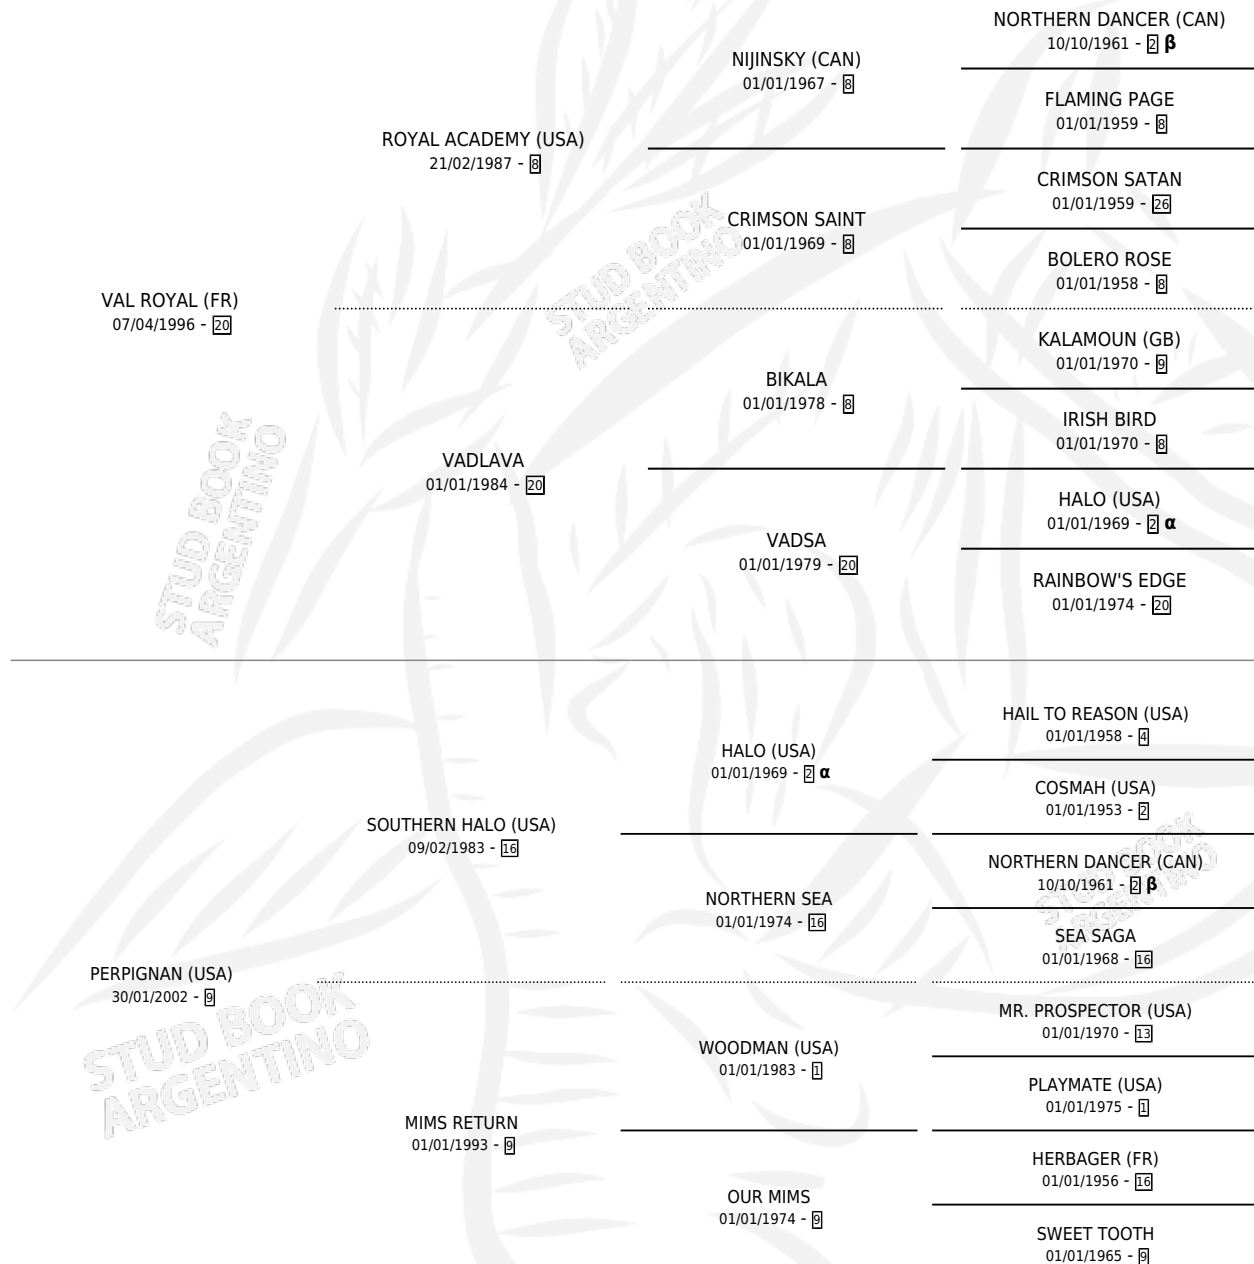 NORTHERN DANCER (CAN)
10/10/1961 - 2 β
NIJINSKY (CAN)
01/01/1967 - 8
FLAMING PAGE
01/01/1959 - 8
ROYAL ACADEMY (USA)
21/02/1987 - 8
CRIMSON SATAN
01/01/1959 - 26
CRIMSON SAINT
01/01/1969 - 8
BOLERO ROSE
01/01/1958 - 8
VAL ROYAL (FR)
07/04/1996 - 20
KALAMOUN (GB)
01/01/1970 - 9
BIKALA
01/01/1978 - 8
IRISH BIRD
01/01/1970 - 8
VADLAVA
01/01/1984 - 20
HALO (USA)
01/01/1969 - 2 α
VADSA
01/01/1979 - 20
RAINBOW'S EDGE
01/01/1974 - 20
HAIL TO REASON (USA)
01/01/1958 - 4
HALO (USA)
01/01/1969 - 2 α
COSMAH (USA)
01/01/1953 - 2
SOUTHERN HALO (USA)
09/02/1983 - 16
NORTHERN DANCER (CAN)
10/10/1961 - 2 β
NORTHERN SEA
01/01/1974 - 16
SEA SAGA
01/01/1968 - 16
PERPIGNAN (USA)
30/01/2002 - 9
MR. PROSPECTOR (USA)
01/01/1970 - 13
WOODMAN (USA)
01/01/1983 - 1
PLAYMATE (USA)
01/01/1975 - 1
MIMS RETURN
01/01/1993 - 9
HERBAGER (FR)
01/01/1956 - 16
OUR MIMS
01/01/1974 - 9
SWEET TOOTH
01/01/1965 - 9
STUD BOOK
ARGENTINO
STUD BOOK
ARGENTINO
STUD BOOK
ARGENTINO
STUD BOOK
ARGENTINO